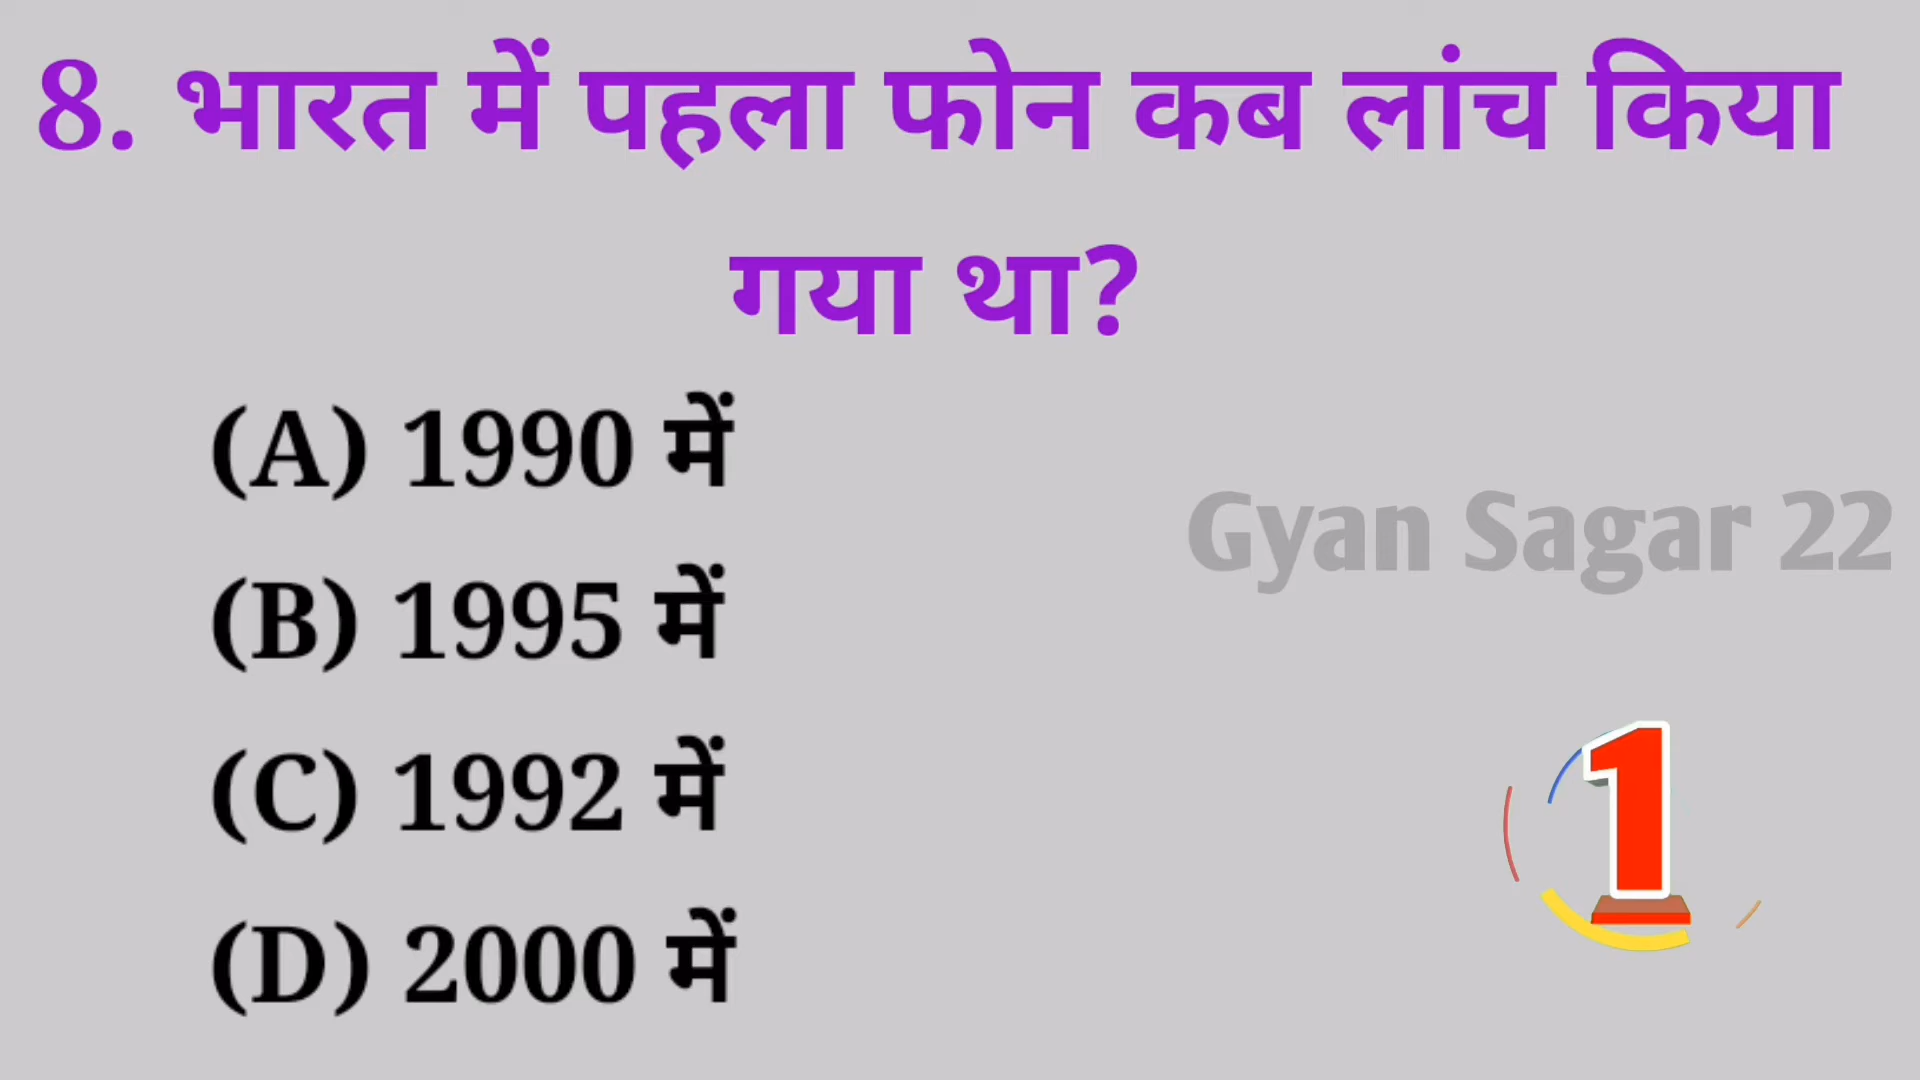 8. भारत में पहला फोन कब लांच किया
गया था?
(A) 1990 में
(B) 1995 में
(C) 1992 में
(D) 2000 में
Gyan Sagar 22
1